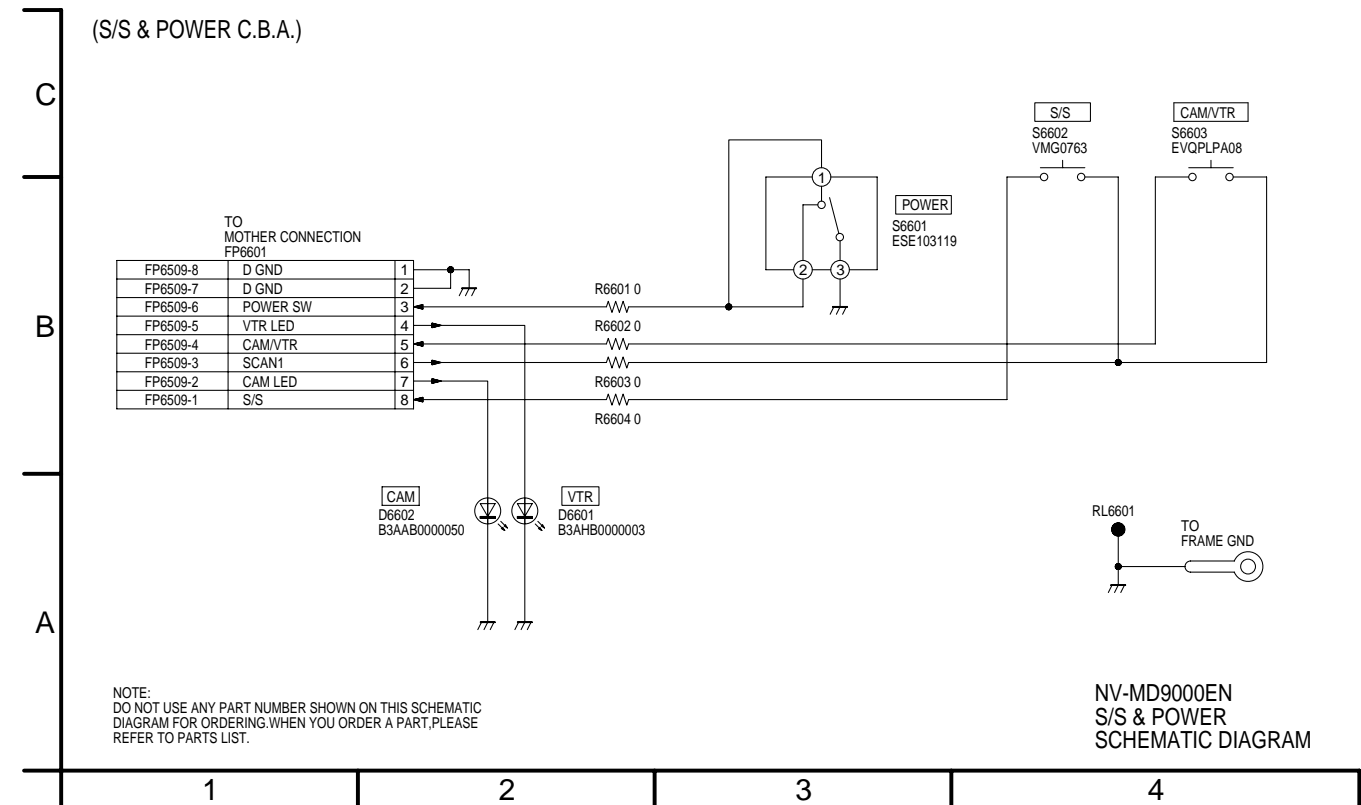 (S/S & POWER C.B.A.)
C
S/S
S6602
VMG0763
CAM/VTR
S6603
EVQPLPA08
1
POWER
S6601
ESE103119
2
3
TO
MOTHER CONNECTION
FP6601
FP6509-8 D GND 1
FP6509-7 D GND 2
FP6509-6 POWER SW 3
FP6509-5 VTR LED 4
FP6509-4 CAM/VTR 5
FP6509-3 SCAN1 6
FP6509-2 CAM LED 7
FP6509-1 S/S 8
R6601 0
R6602 0
R6603 0
R6604 0
B
CAM
D6602
B3AAB0000050
VTR
D6601
B3AHB0000003
RL6601
TO
FRAME GND
A
NOTE:
DO NOT USE ANY PART NUMBER SHOWN ON THIS SCHEMATIC
DIAGRAM FOR ORDERING.WHEN YOU ORDER A PART,PLEASE
REFER TO PARTS LIST.
NV-MD9000EN
S/S & POWER
SCHEMATIC DIAGRAM
1 2 3 4